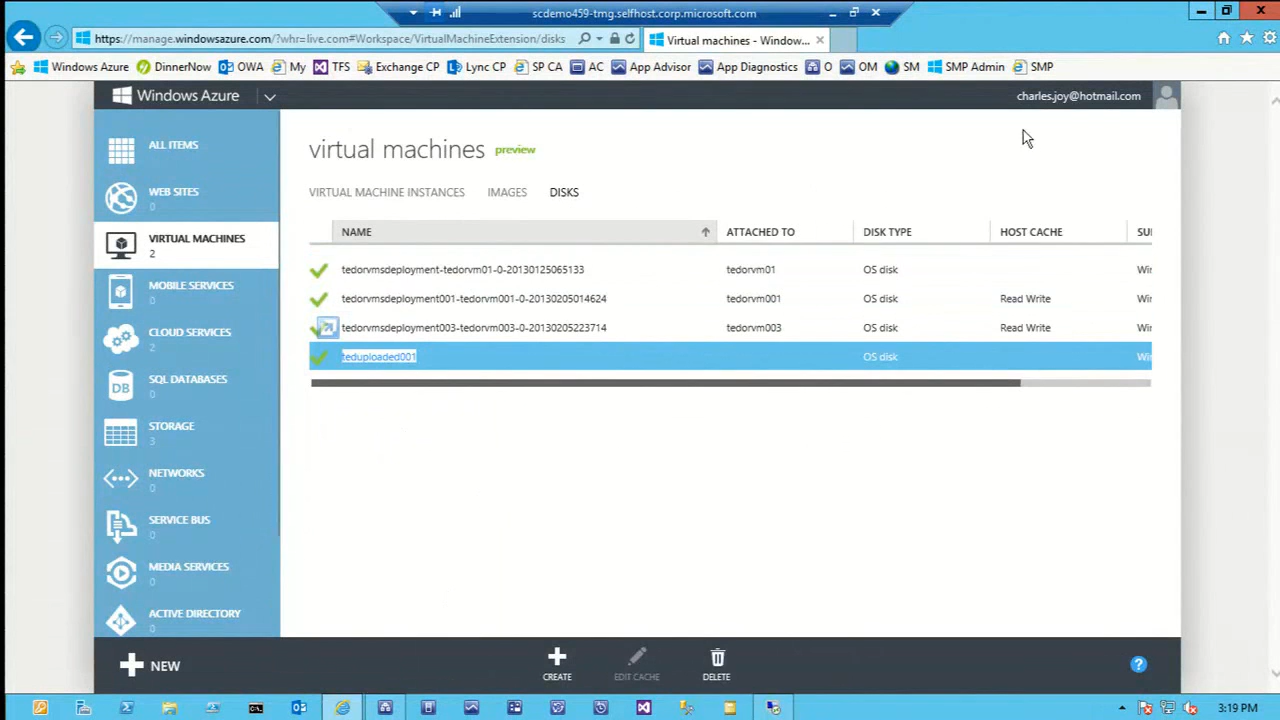 scdemo459-tmg.selfhost.corp.microsoft.com
https://manage.windowsazure.com/?whr=live.com#Workspace/VirtualMachineExtension/disks
Virtual machines - Window...
Windows Azure DinnerNow OWA My TFS Exchange CP Lync CP SP CA AC App Advisor App Diagnostics O OM SM SMP Admin SMP
Windows Azure
charles.joy@hotmail.com
ALL ITEMS
WEB SITES
0
VIRTUAL MACHINES
2
MOBILE SERVICES
0
CLOUD SERVICES
2
SQL DATABASES
0
DB
STORAGE
3
NETWORKS
0
SERVICE BUS
0
MEDIA SERVICES
0
ACTIVE DIRECTORY
0
virtual machines preview
VIRTUAL MACHINE INSTANCES IMAGES DISKS
NAME ATTACHED TO DISK TYPE HOST CACHE SU
tedorvmsdeployment-tedorvm01-0-20130125065133 tedorvm01 OS disk Wi
tedorvmsdeployment001-tedorvm001-0-20130205014624 tedorvm001 OS disk Read Write Wi
tedorvmsdeployment003-tedorvm003-0-20130205223714 tedorvm003 OS disk Read Write Wi
teduploaded001 OS disk Wi
NEW
CREATE
EDIT CACHE
DELETE
?
3:19 PM